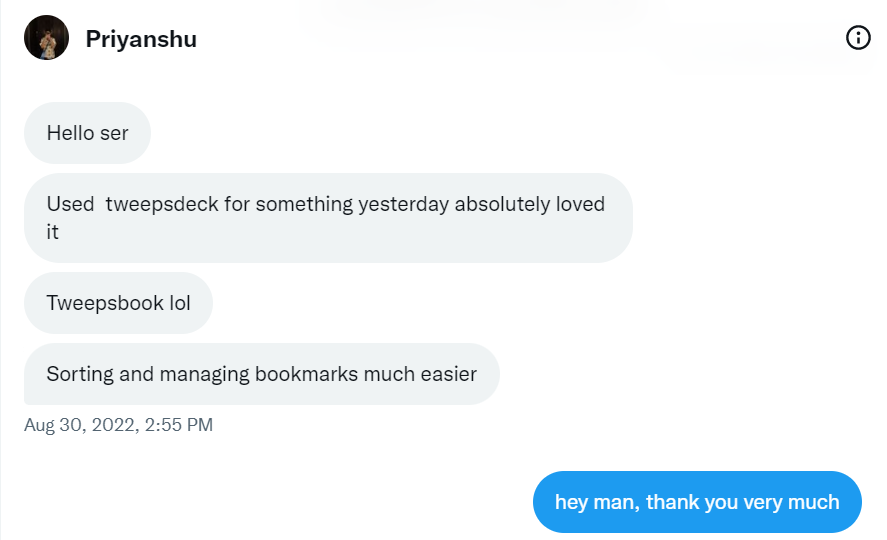 Priyanshu
Hello ser
Used  tweepsdeck for something yesterday absolutely loved
it
Tweepsbook lol
Sorting and managing bookmarks much easier
Aug 30, 2022, 2:55 PM
hey man, thank you very much